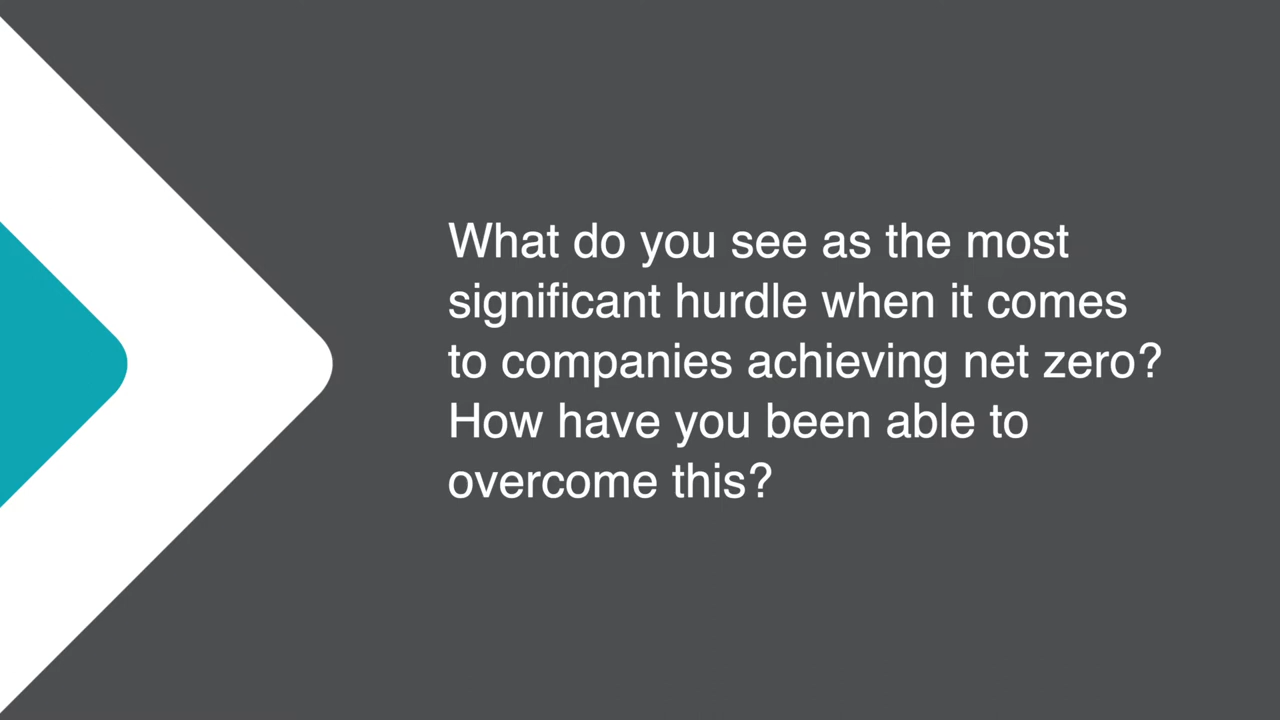 What do you see as the most
significant hurdle when it comes
to companies achieving net zero?
How have you been able to
overcome this?